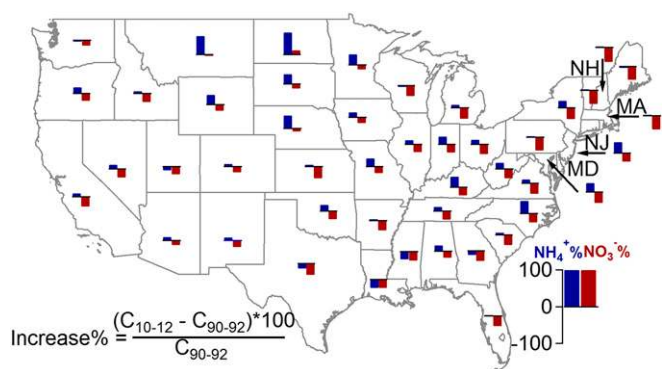 NH
MA
NJ
MD
NH₄⁺% NO₃⁻%
100
0
-100
Increase% = (C₁₀₋₁₂ - C₉₀₋₉₂)*100
C₉₀₋₉₂